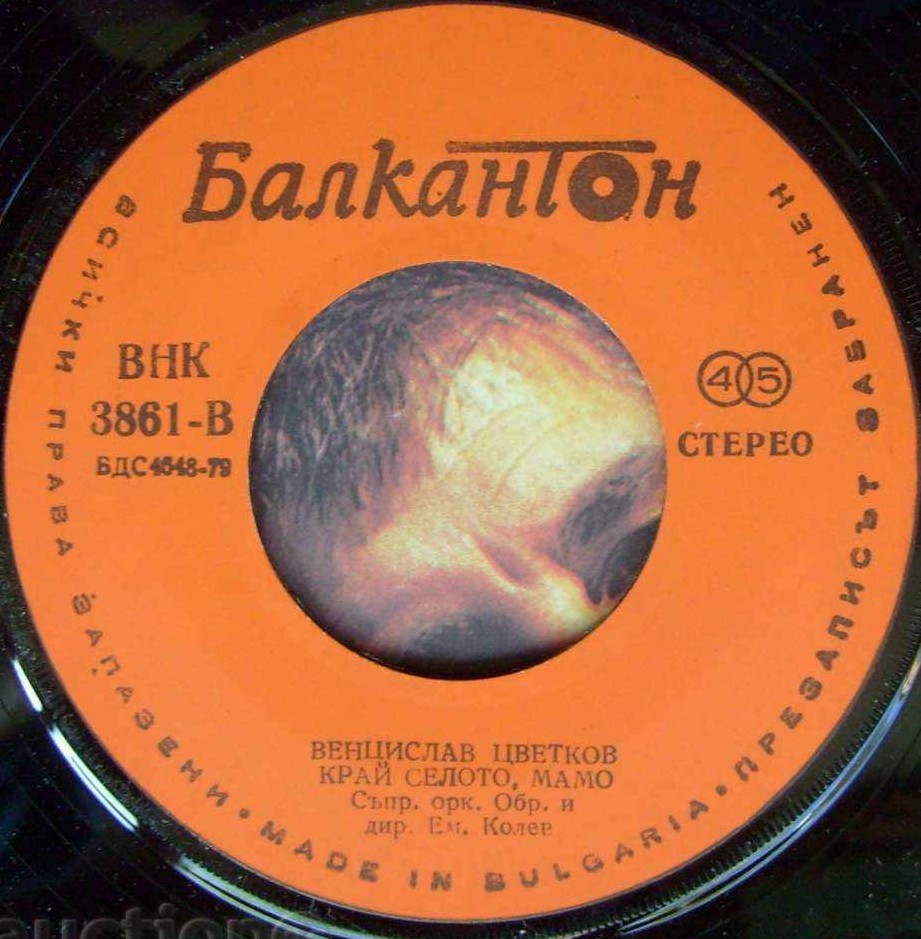 Балкантон
ВНК
3861-В
БДС 4648-79
45
СТЕРЕО
ВЕНЦИСЛАВ ЦВЕТКОВ
КРАЙ СЕЛОТО, МАМО
Съпр. орк. Обр. и
дир. Ем. Колев
ВСИЧКИ ПРАВА ЗАПАЗЕНИ • MADE IN BULGARIA • ПРЕЗАПИСЪТ ЗАБРАНЕН